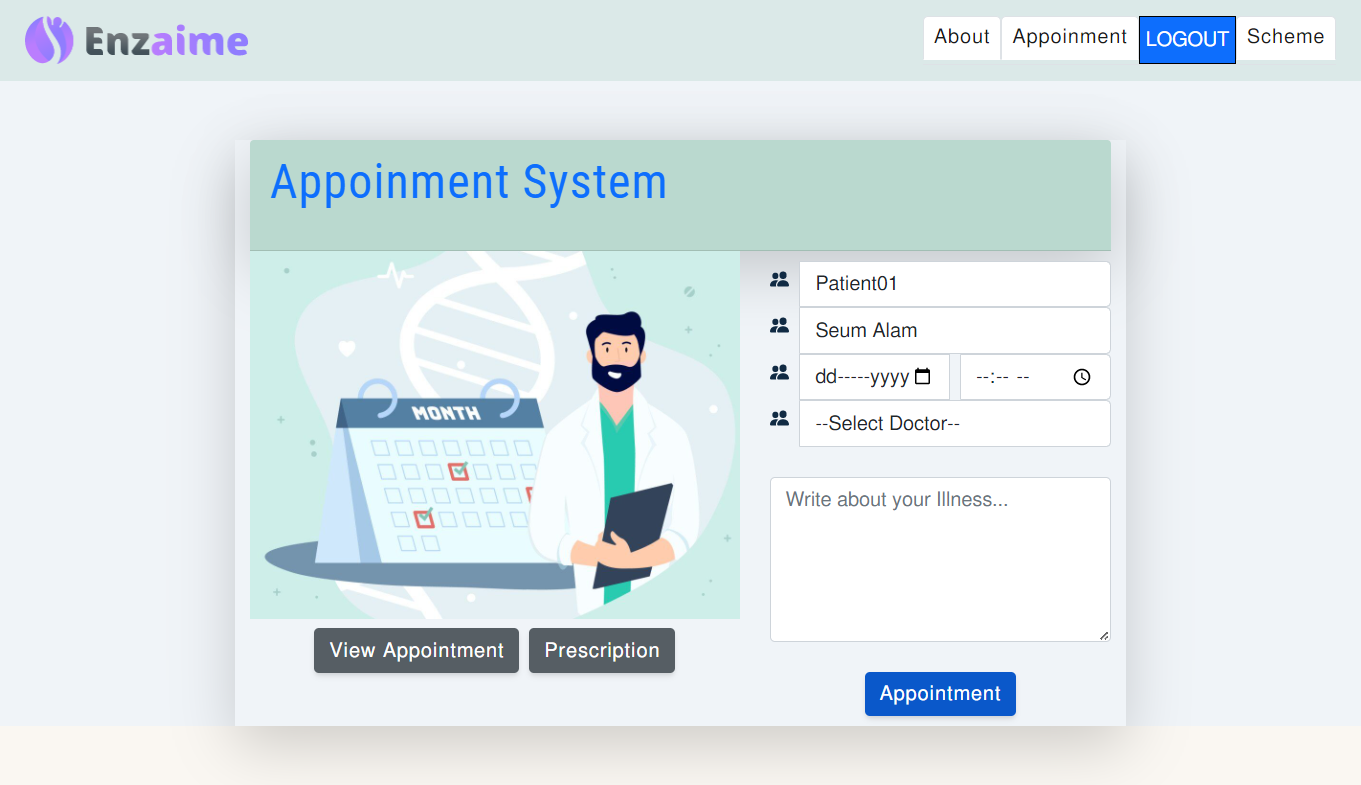 Enzaime
About
Appoinment
LOGOUT
Scheme
Appoinment System
MONTH
Patient01
Seum Alam
dd-----yyyy
--:-- --
--Select Doctor--
Write about your Illness...
View Appointment
Prescription
Appointment